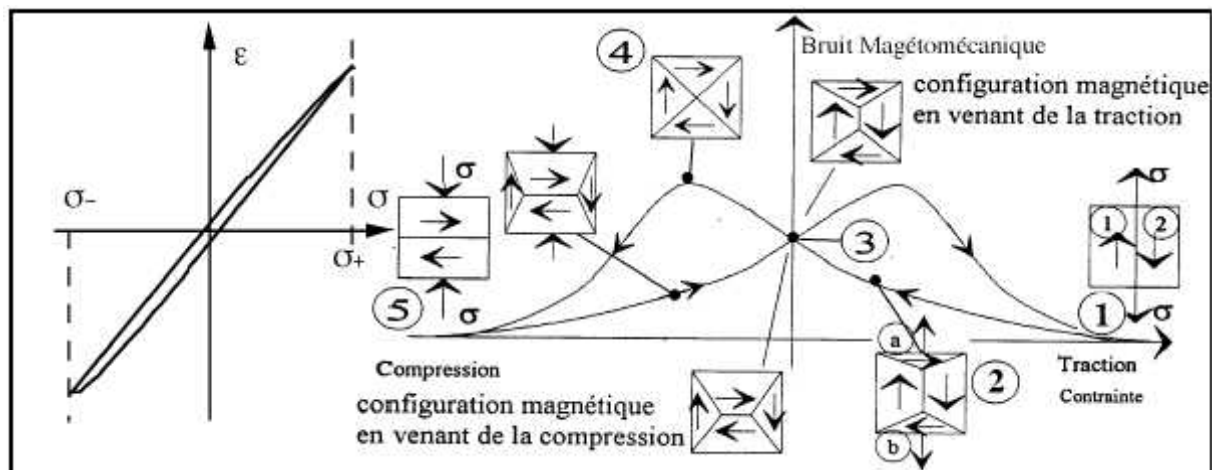 ε
σ-
σ
σ+
4
Bruit Magétomécanique
configuration magnétique
en venant de la traction
σ
σ
5
σ
3
σ
1
2
σ
1
a
2
b
Compression
configuration magnétique
en venant de la compression
Traction
Contrainte